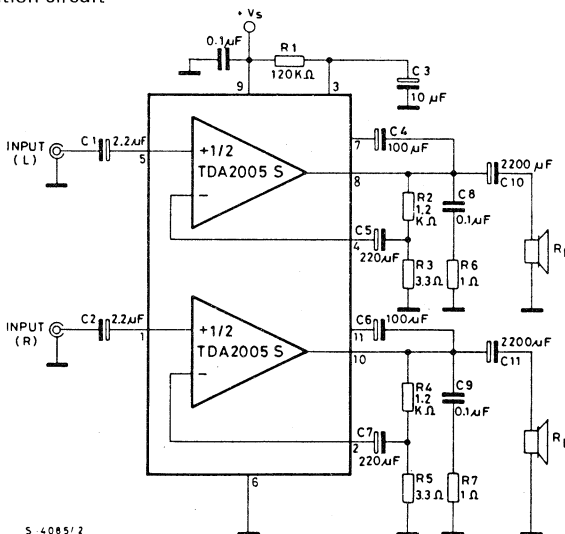 tion circuit
+ Vs
0.1µF
R1
120KΩ
C3
10 µF
9
3
INPUT
(L)
C1
2.2µF
5
+1/2
TDA2005 S
−
7
C4
100µF
8
2200 µF
C10
R2
1.2
KΩ
C8
0.1µF
C5
4
220µF
R3
3.3Ω
R6
1Ω
INPUT
(R)
C2
2.2µF
1
+1/2
TDA2005 S
−
C6
100µF
11
10
2200µF
C11
R4
1.2
KΩ
C9
0.1µF
C7
2
220µF
R5
3.3Ω
R7
1Ω
6
S-4085/2